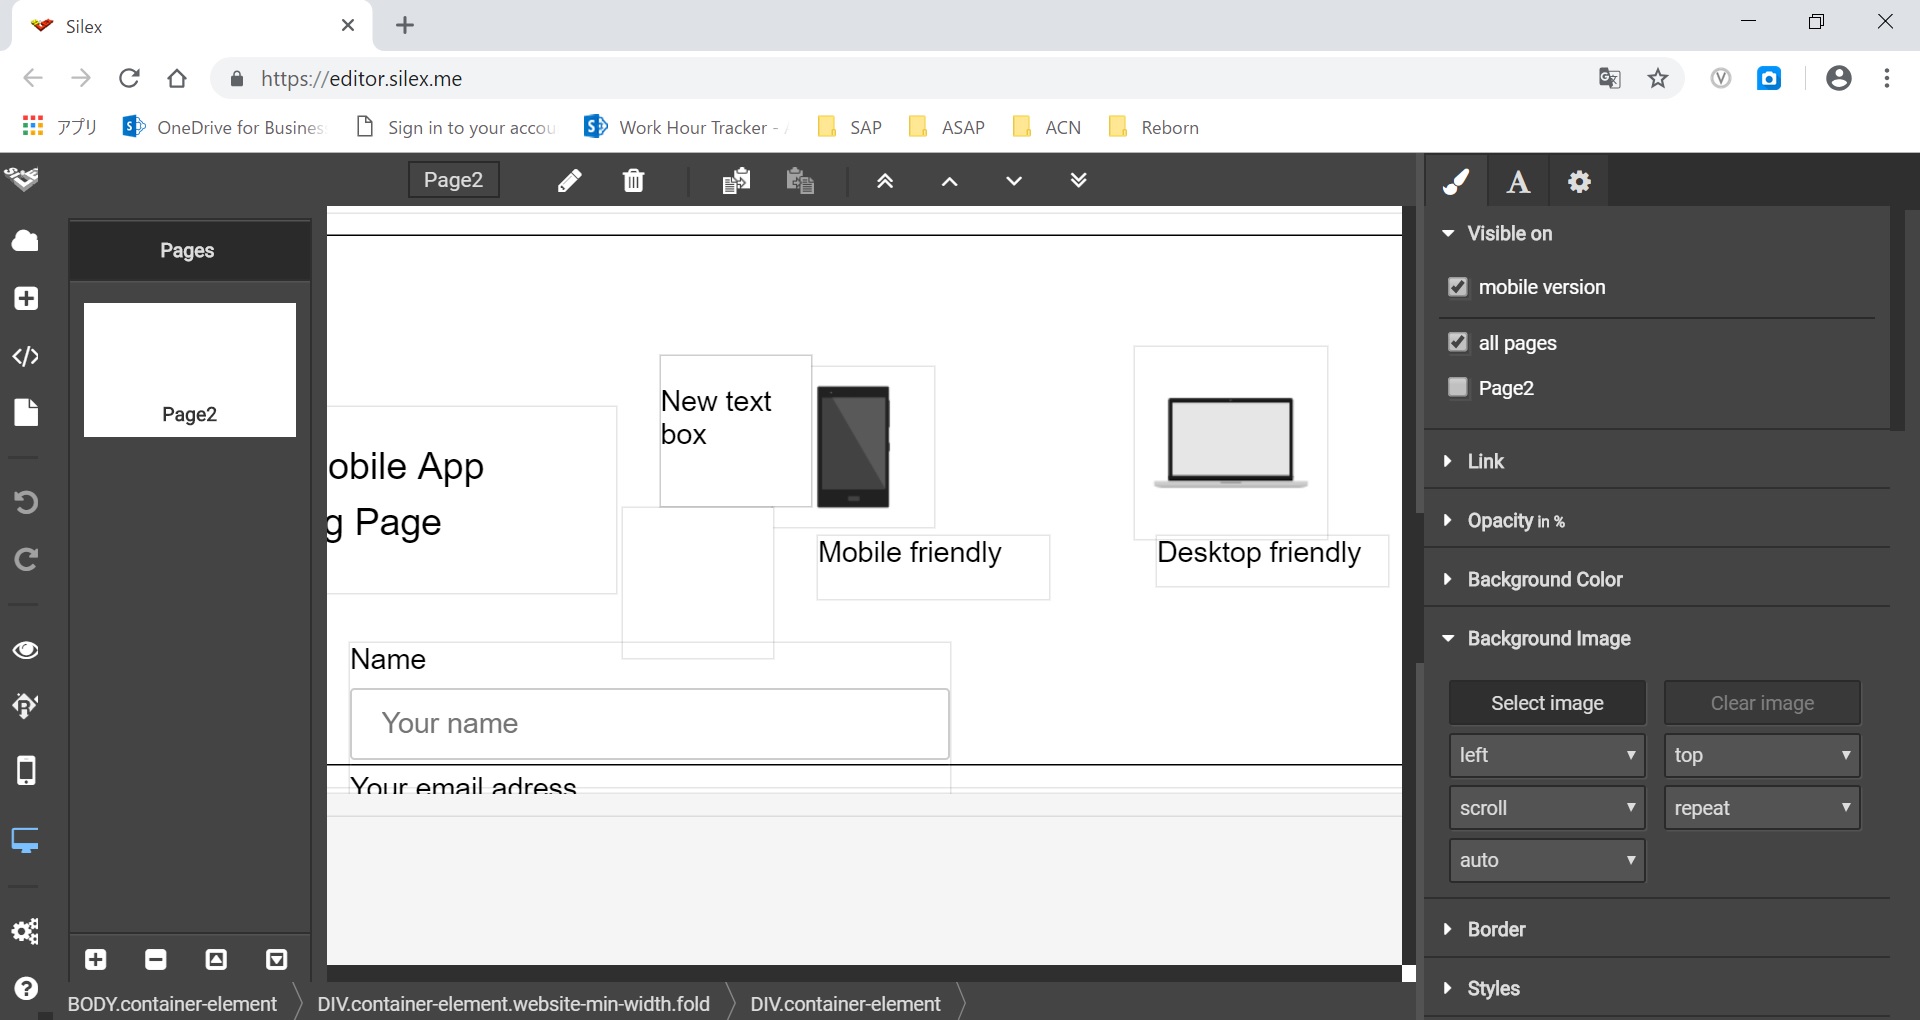 Silex
https://editor.silex.me
アプリ
OneDrive for Busines
Sign in to your accou
Work Hour Tracker -
SAP
ASAP
ACN
Reborn
Page2
Pages
Page2
New text
box
obile App
g Page
Mobile friendly
Desktop friendly
Name
Your name
Your email adress
BODY.container-element
DIV.container-element.website-min-width.fold
DIV.container-element
Visible on
mobile version
all pages
Page2
Link
Opacity in %
Background Color
Background Image
Select image
Clear image
left
top
scroll
repeat
auto
Border
Styles